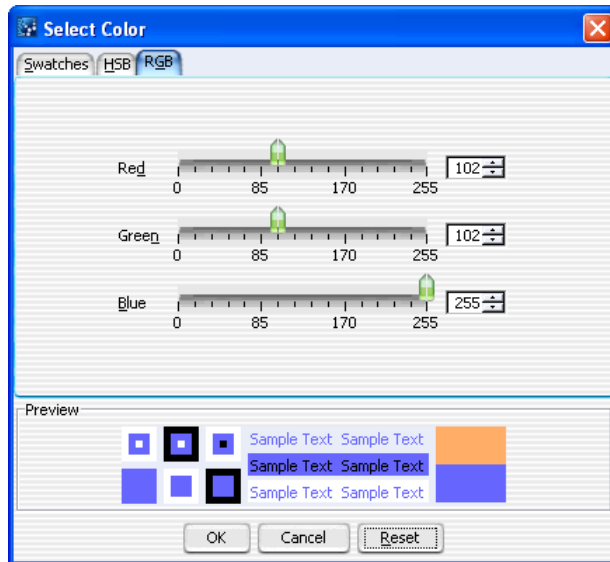 Select Color
Swatches HSB RGB
Red 102
0 85 170 255
Green 102
0 85 170 255
Blue 255
0 85 170 255
Preview
Sample Text Sample Text
Sample Text Sample Text
Sample Text Sample Text
OK Cancel Reset